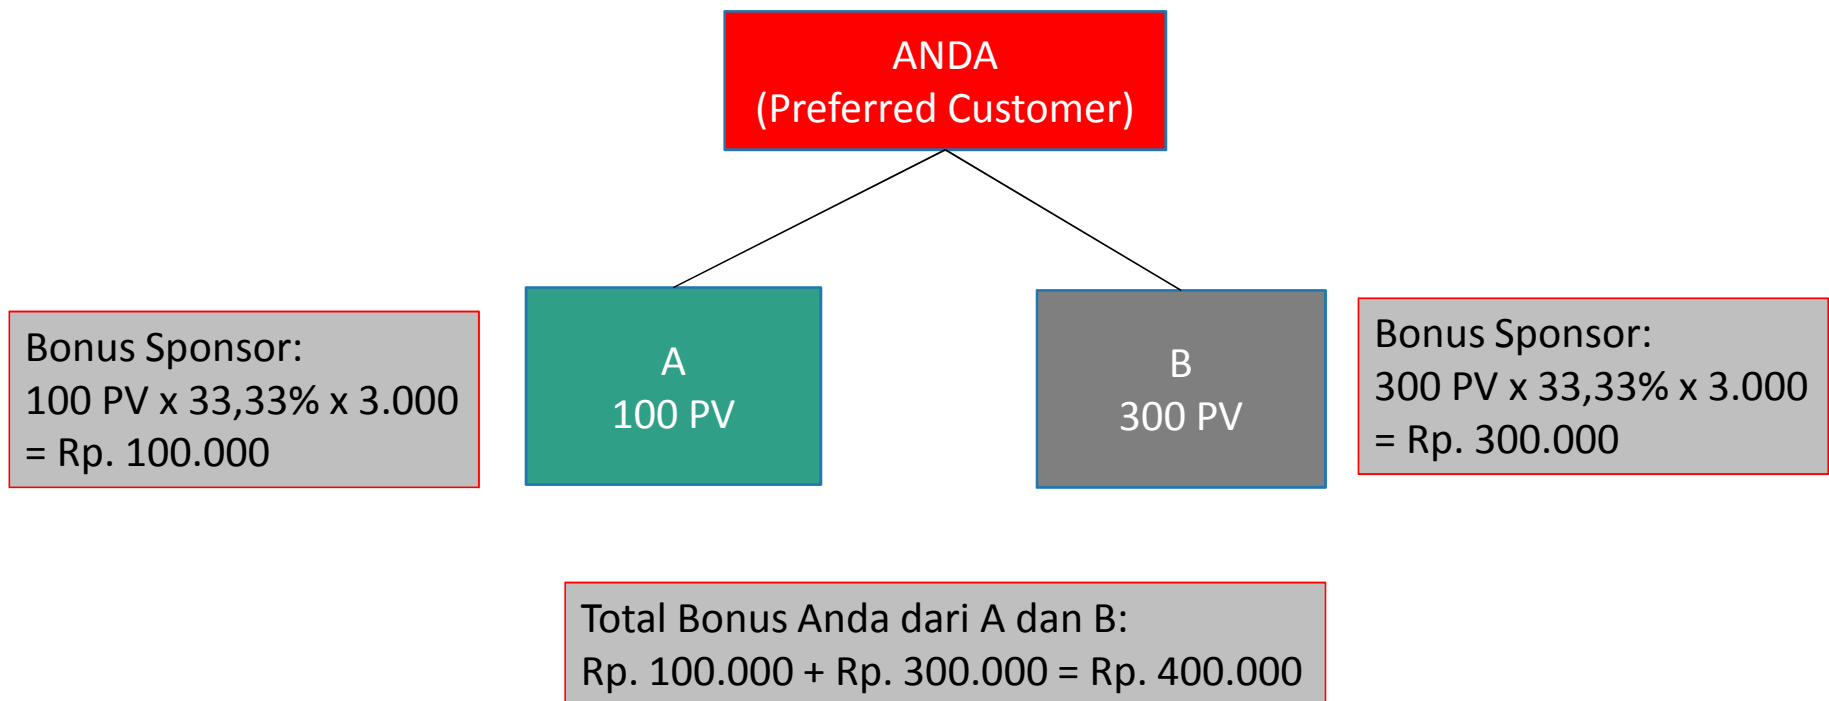 ANDA
(Preferred Customer)
Bonus Sponsor:
100 PV x 33,33% x 3.000
= Rp. 100.000
A
100 PV
B
300 PV
Bonus Sponsor:
300 PV x 33,33% x 3.000
= Rp. 300.000
Total Bonus Anda dari A dan B:
Rp. 100.000 + Rp. 300.000 = Rp. 400.000